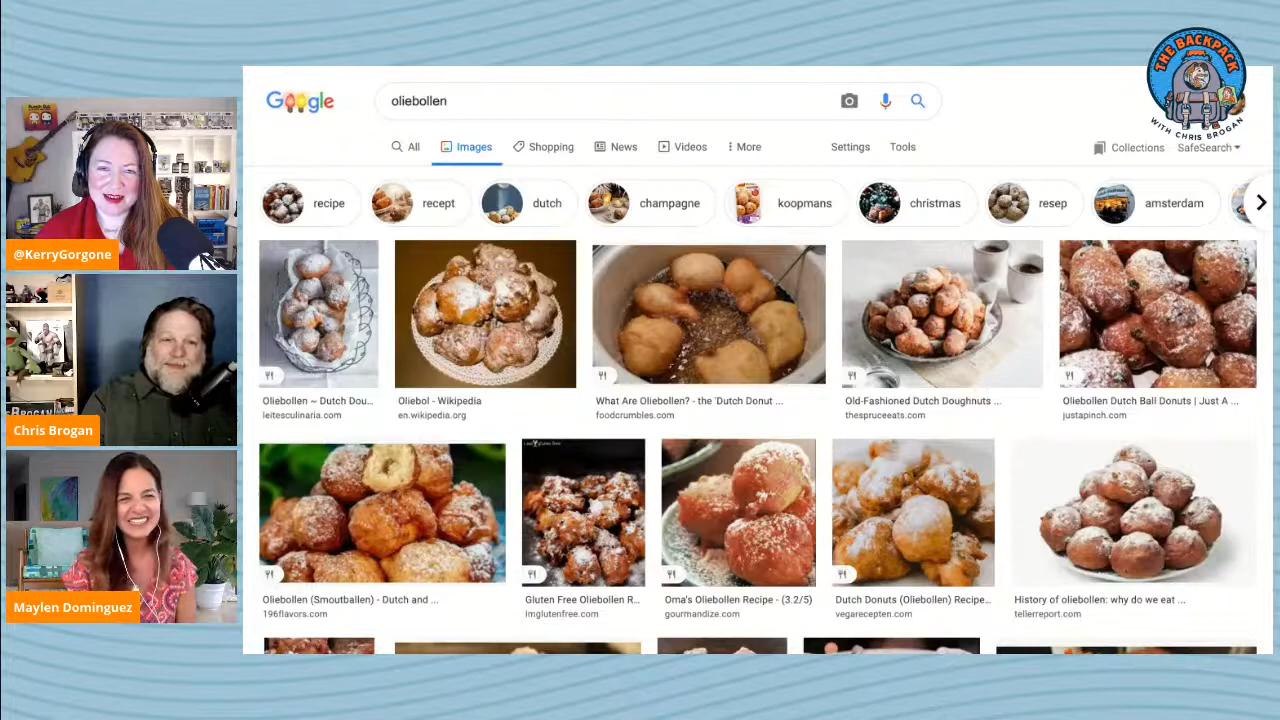 THE BACKPACK
WITH CHRIS BROGAN
Google
oliebollen
All
Images
Shopping
News
Videos
More
Settings
Tools
Collections
SafeSearch
recipe
recept
dutch
champagne
koopmans
christmas
resep
amsterdam
@KerryGorgone
Chris Brogan
Maylen Dominguez
BROGAN
Oliebollen ~ Dutch Dou...
leitesculinaria.com
Oliebol - Wikipedia
en.wikipedia.org
What Are Oliebollen? - the 'Dutch Donut ...
foodcrumbles.com
Old-Fashioned Dutch Doughnuts ...
thespruceeats.com
Oliebollen Dutch Ball Donuts | Just A ...
justapinch.com
Oliebollen (Smoutballen) - Dutch and ...
196flavors.com
Gluten Free Oliebollen R...
imglutenfree.com
Oma's Oliebollen Recipe - (3.2/5)
gourmandize.com
Dutch Donuts (Oliebollen) Recipe...
vegarecepten.com
History of oliebollen: why do we eat ...
tellerreport.com